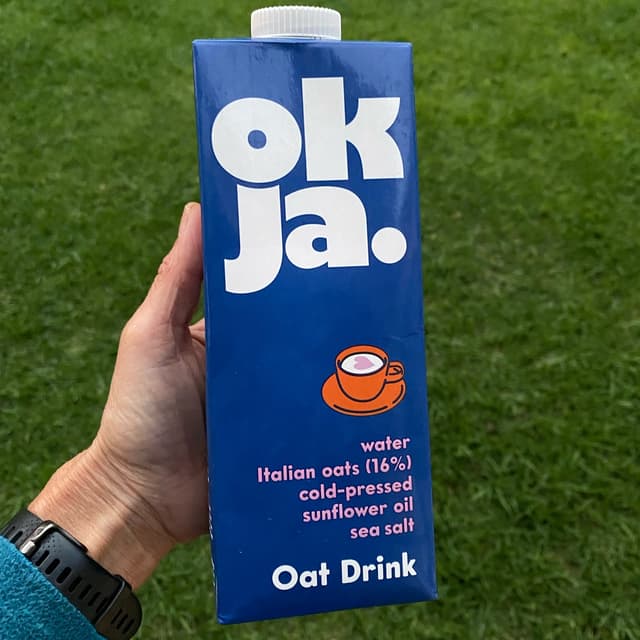 ok
ja.
water
Italian oats (16%)
cold-pressed
sunflower oil
sea salt
Oat Drink